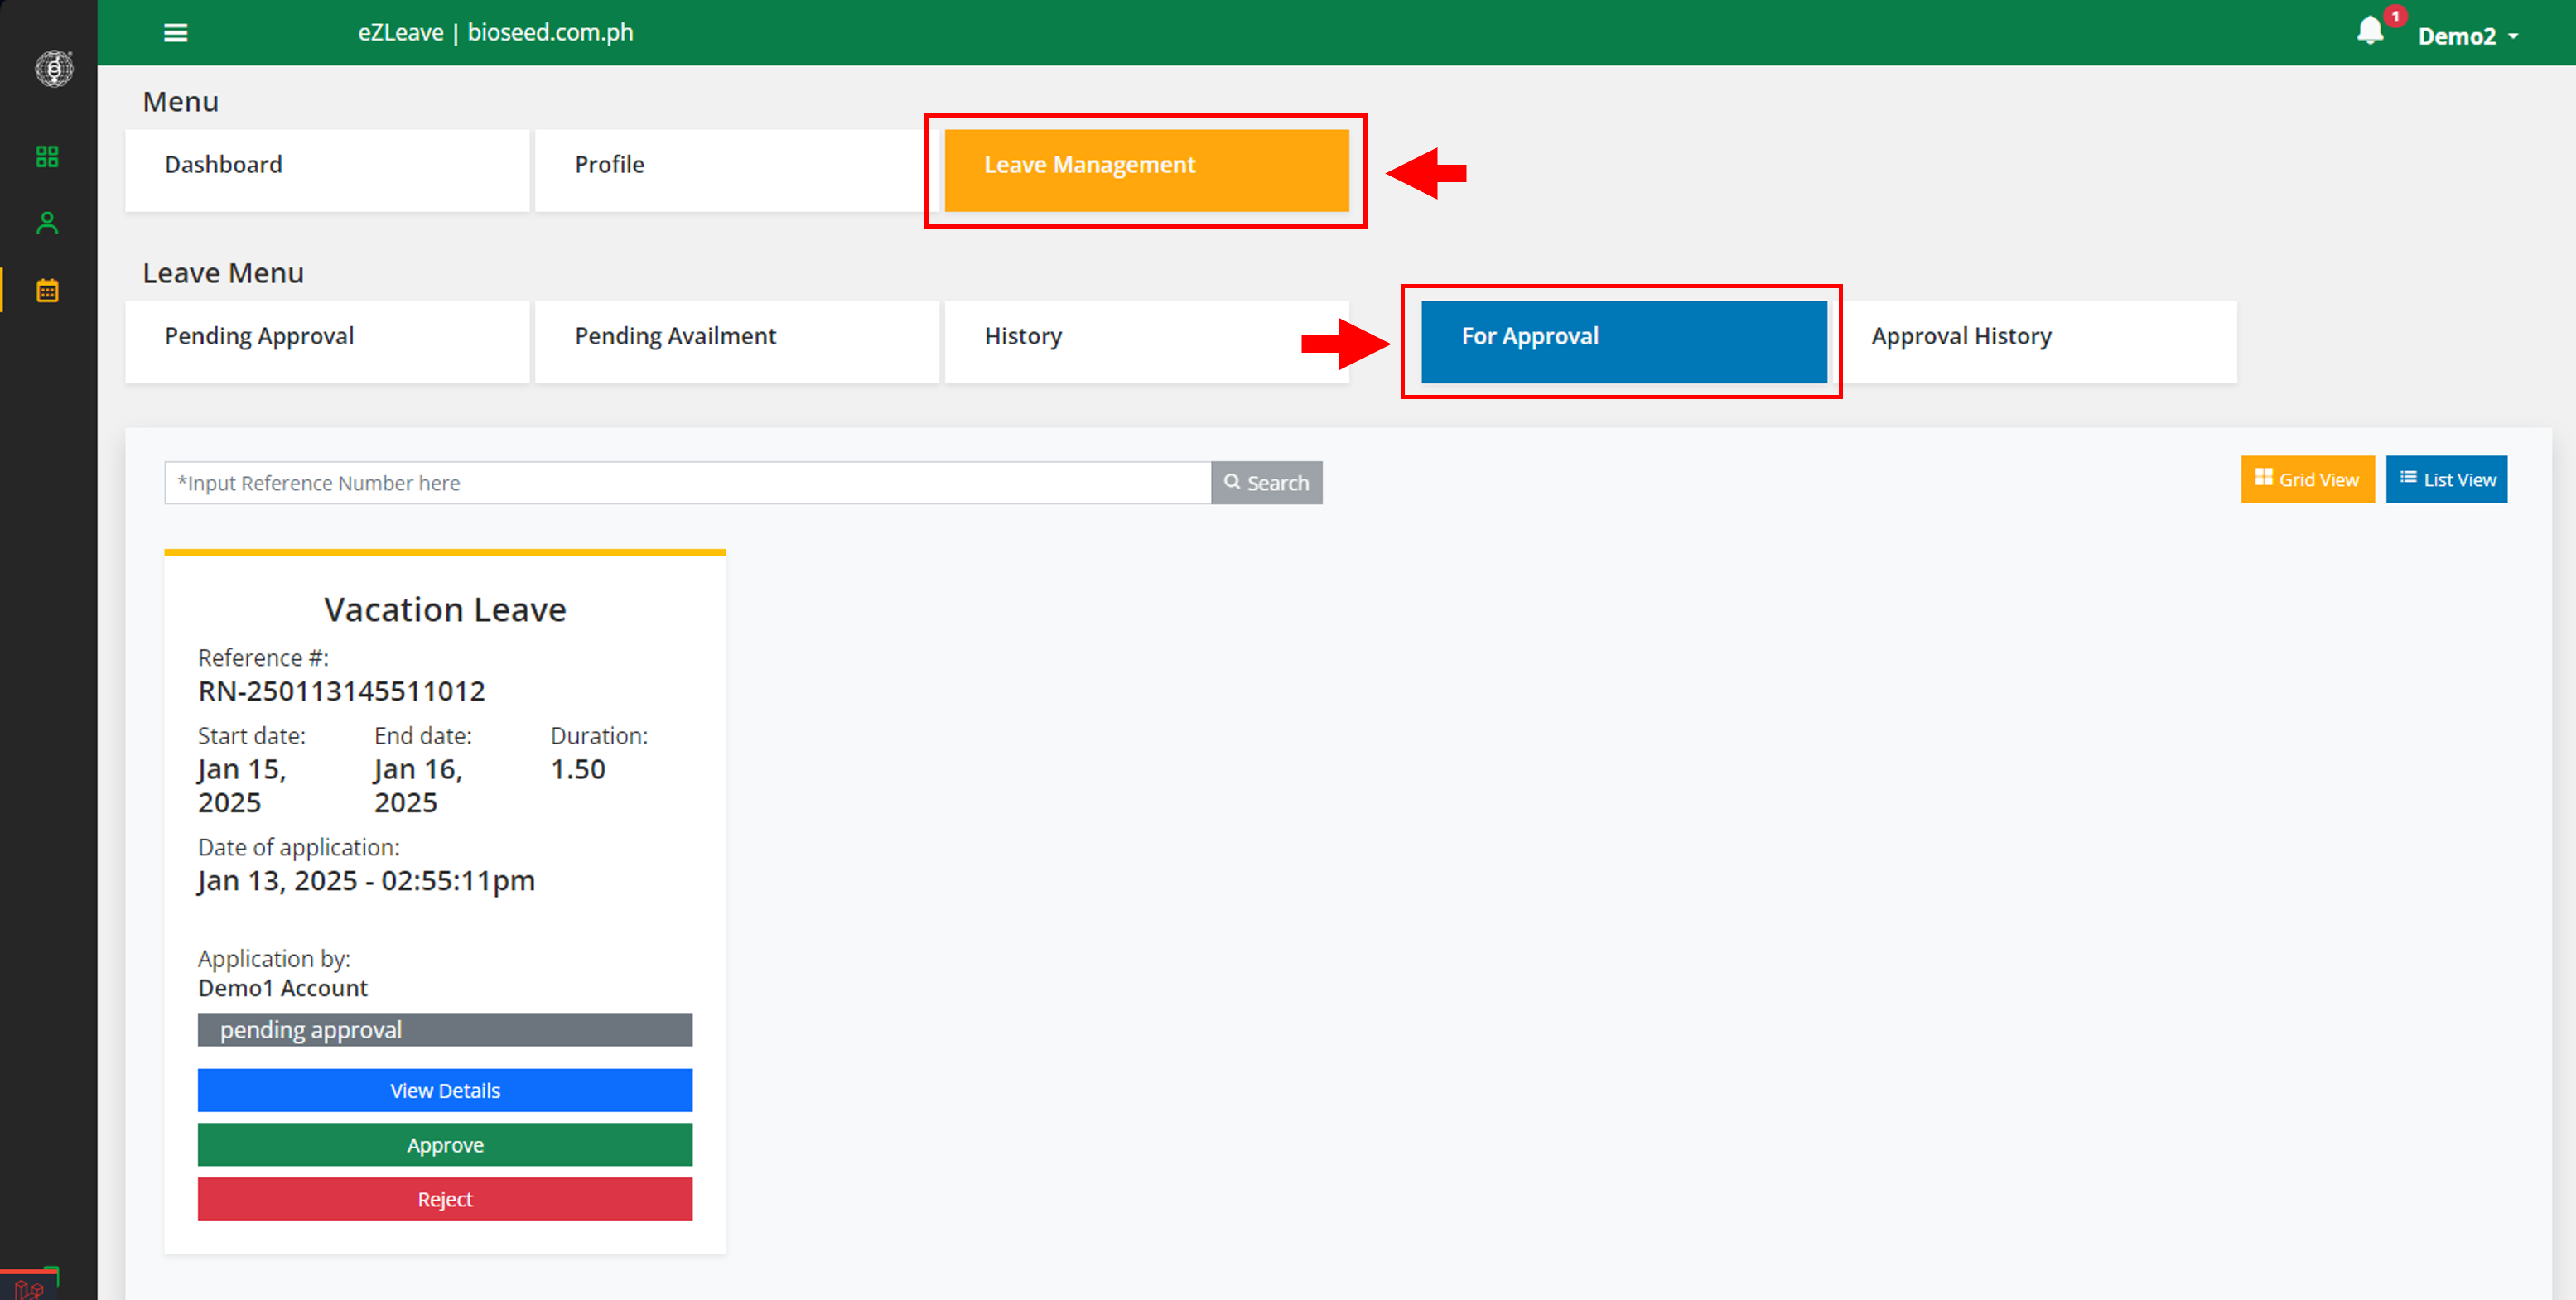 eZLeave | bioseed.com.ph
1
Demo2
Menu
Dashboard
Profile
Leave Management
Leave Menu
Pending Approval
Pending Availment
History
For Approval
Approval History
*Input Reference Number here
Search
Grid View
List View
Vacation Leave
Reference #:
RN-250113145511012
Start date:
End date:
Duration:
Jan 15,
2025
Jan 16,
2025
1.50
Date of application:
Jan 13, 2025 - 02:55:11pm
Application by:
Demo1 Account
pending approval
View Details
Approve
Reject